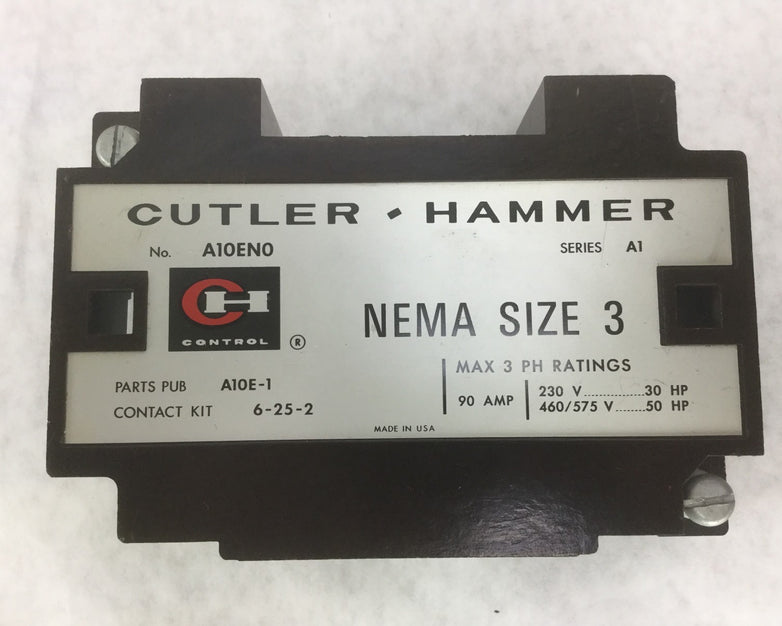 CUTLER • HAMMER
No. A10EN0 SERIES A1
CH
CONTROL ®
NEMA SIZE 3
MAX 3 PH RATINGS
90 AMP
230 V..............30 HP
460/575 V.......50 HP
PARTS PUB A10E-1
CONTACT KIT 6-25-2
MADE IN USA